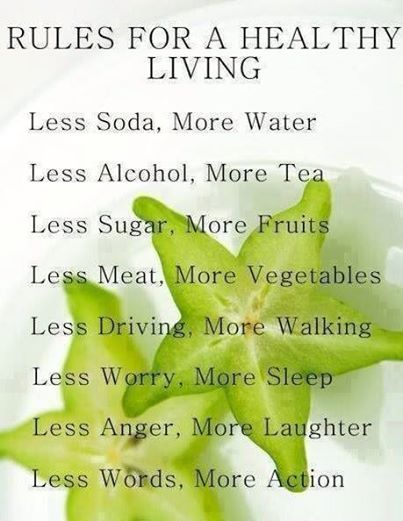 RULES FOR A HEALTHY
LIVING
Less Soda, More Water
Less Alcohol, More Tea
Less Sugar, More Fruits
Less Meat, More Vegetables
Less Driving, More Walking
Less Worry, More Sleep
Less Anger, More Laughter
Less Words, More Action